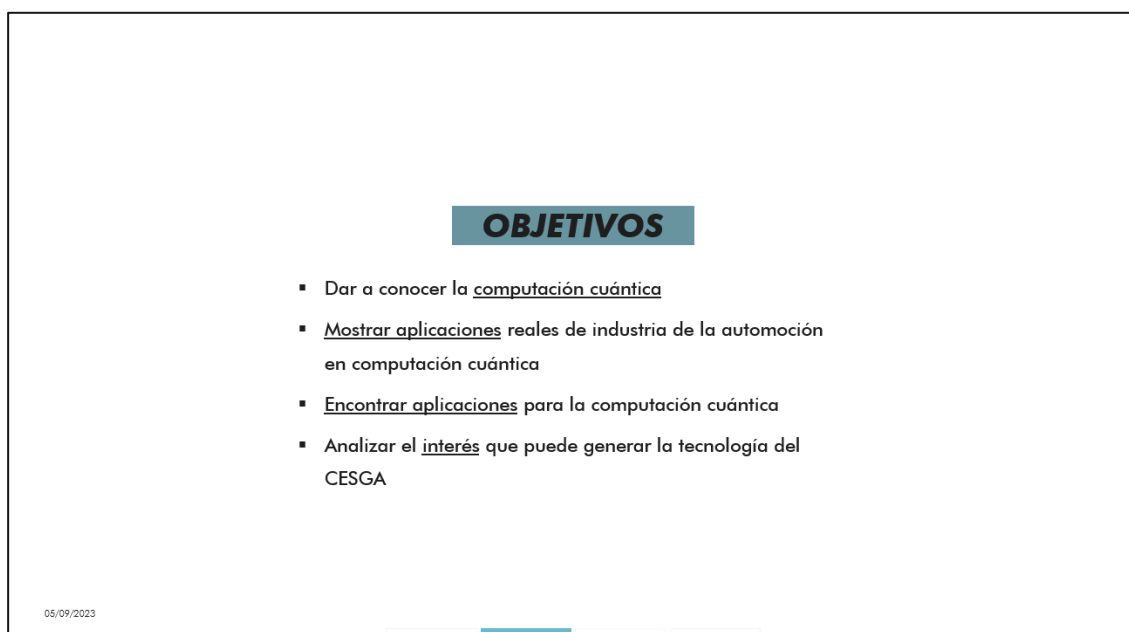 OBJETIVOS
▪ Dar a conocer la computación cuántica
▪ Mostrar aplicaciones reales de industria de la automoción
en computación cuántica
▪ Encontrar aplicaciones para la computación cuántica
▪ Analizar el interés que puede generar la tecnología del
CESGA
05/09/2023